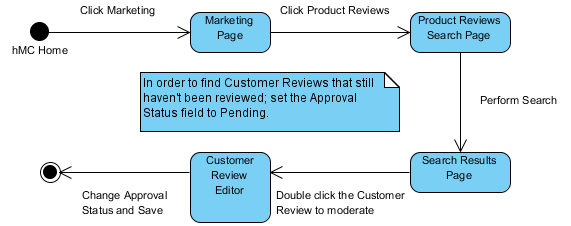 Click Marketing
Click Product Reviews
Marketing
Page
Product Reviews
Search Page
hMC Home
In order to find Customer Reviews that still
haven't been reviewed; set the Approval
Status field to Pending.
Perform Search
Customer
Review
Editor
Search Results
Page
Change Approval
Status and Save
Double click the Customer
Review to moderate